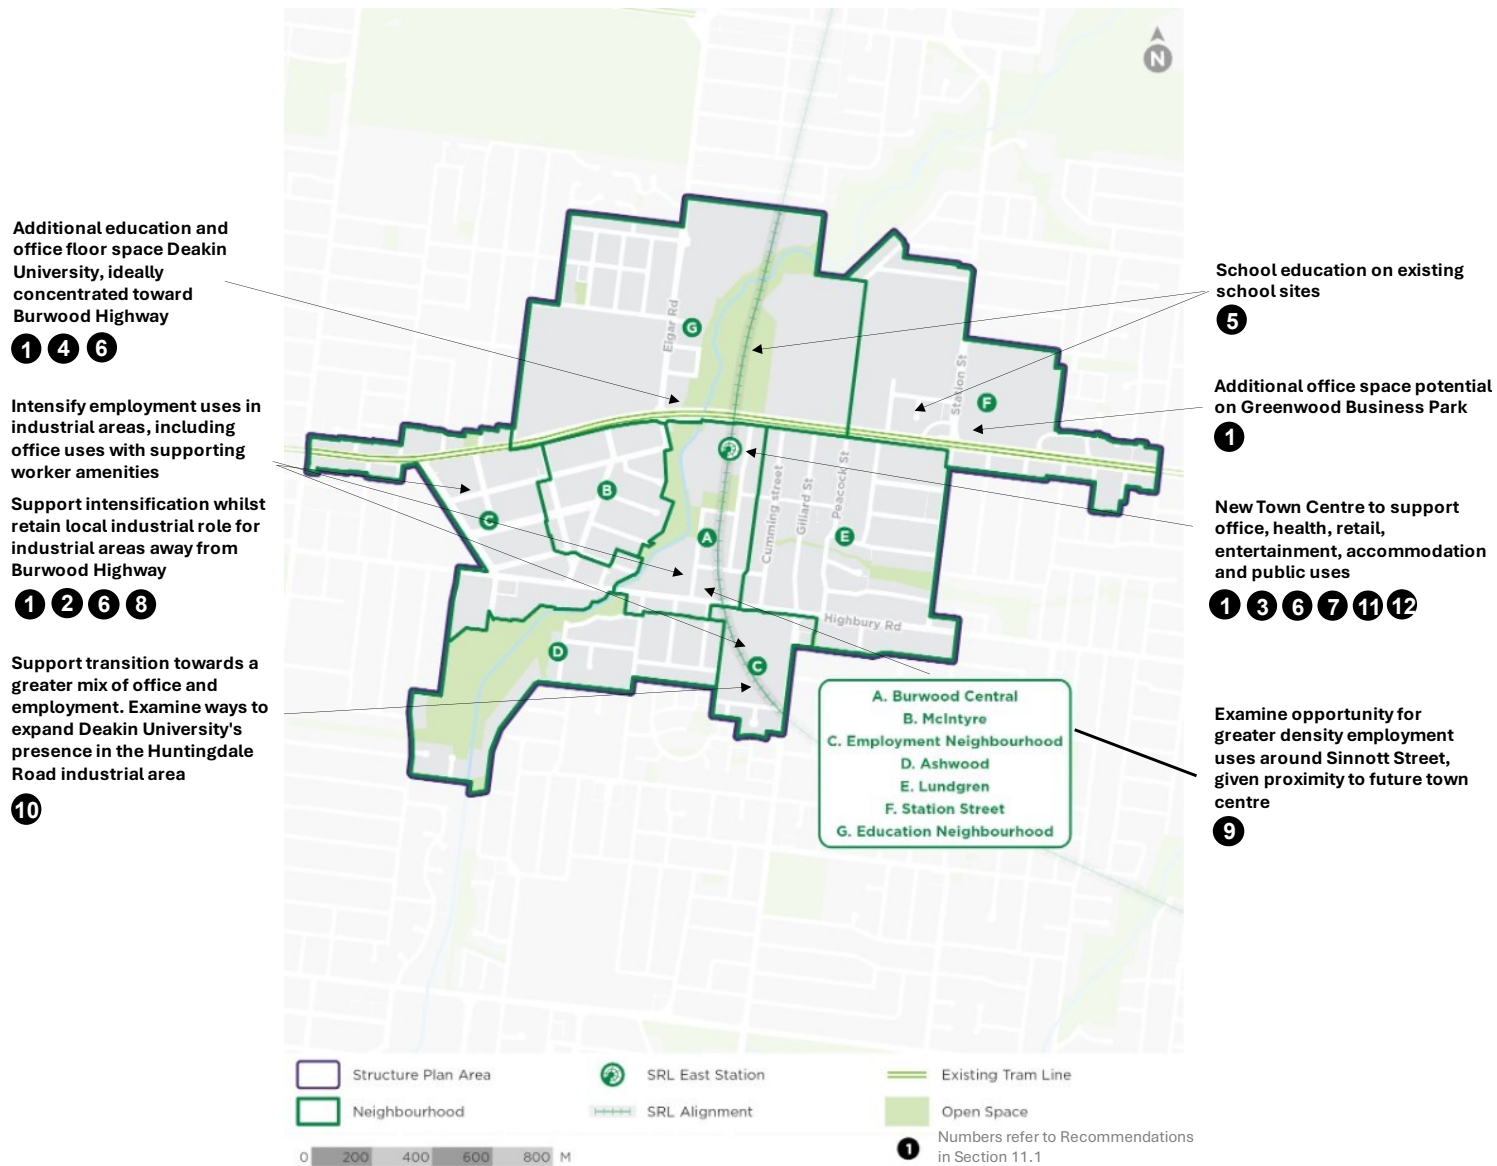 N
Additional education and
office floor space Deakin
University, ideally
concentrated toward
Burwood Highway
1 4 6
Intensify employment uses in
industrial areas, including
office uses with supporting
worker amenities
Support intensification whilst
retain local industrial role for
industrial areas away from
Burwood Highway
1 2 6 8
Support transition towards a
greater mix of office and
employment. Examine ways to
expand Deakin University's
presence in the Huntingdale
Road industrial area
10
Elgar Rd
G
Station St
F
B
C
A
Cumming street
Gillard St
Peacock St
E
Highbury Rd
D
C
A. Burwood Central
B. McIntyre
C. Employment Neighbourhood
D. Ashwood
E. Lundgren
F. Station Street
G. Education Neighbourhood
School education on existing
school sites
5
Additional office space potential
on Greenwood Business Park
1
New Town Centre to support
office, health, retail,
entertainment, accommodation
and public uses
1 3 6 7 11 12
Examine opportunity for
greater density employment
uses around Sinnott Street,
given proximity to future town
centre
9
Structure Plan Area
SRL East Station
Existing Tram Line
Neighbourhood
SRL Alignment
Open Space
1 Numbers refer to Recommendations
in Section 11.1
0 200 400 600 800 M